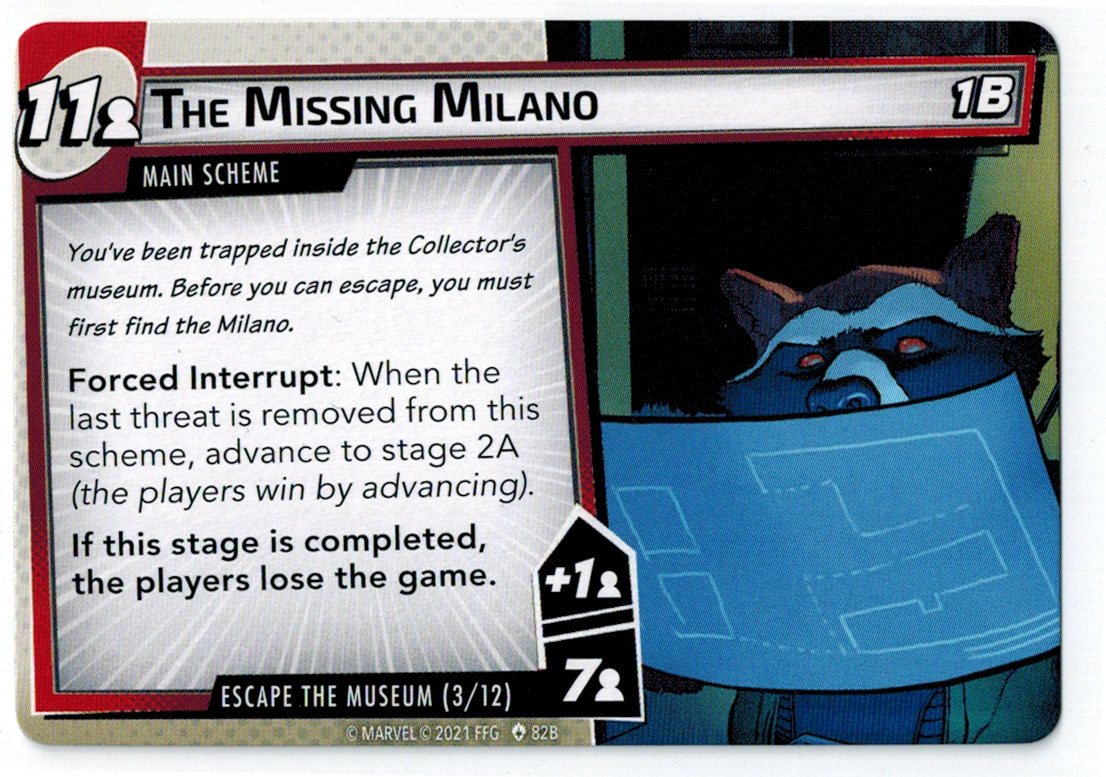 11
THE MISSING MILANO
1B
MAIN SCHEME
You've been trapped inside the Collector's
museum. Before you can escape, you must
first find the Milano.
Forced Interrupt: When the
last threat is removed from this
scheme, advance to stage 2A
(the players win by advancing).
If this stage is completed,
the players lose the game.
+1
7
ESCAPE THE MUSEUM (3/12)
© MARVEL © 2021 FFG 82B